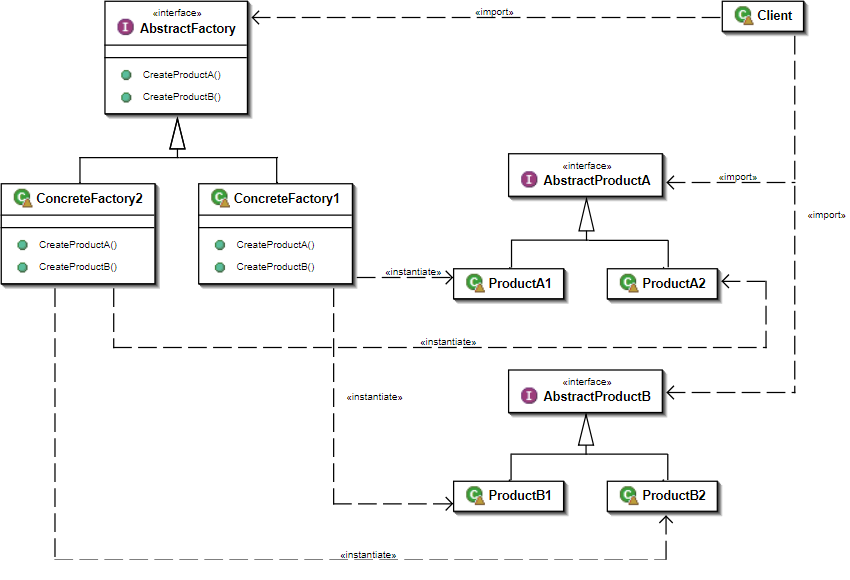 «interface»
I AbstractFactory
CreateProductA()
CreateProductB()
«import»
C Client
C ConcreteFactory2
CreateProductA()
CreateProductB()
C ConcreteFactory1
CreateProductA()
CreateProductB()
«interface»
I AbstractProductA
«import»
«import»
«instantiate»
C ProductA1
C ProductA2
«instantiate»
«interface»
I AbstractProductB
«instantiate»
C ProductB1
C ProductB2
«instantiate»